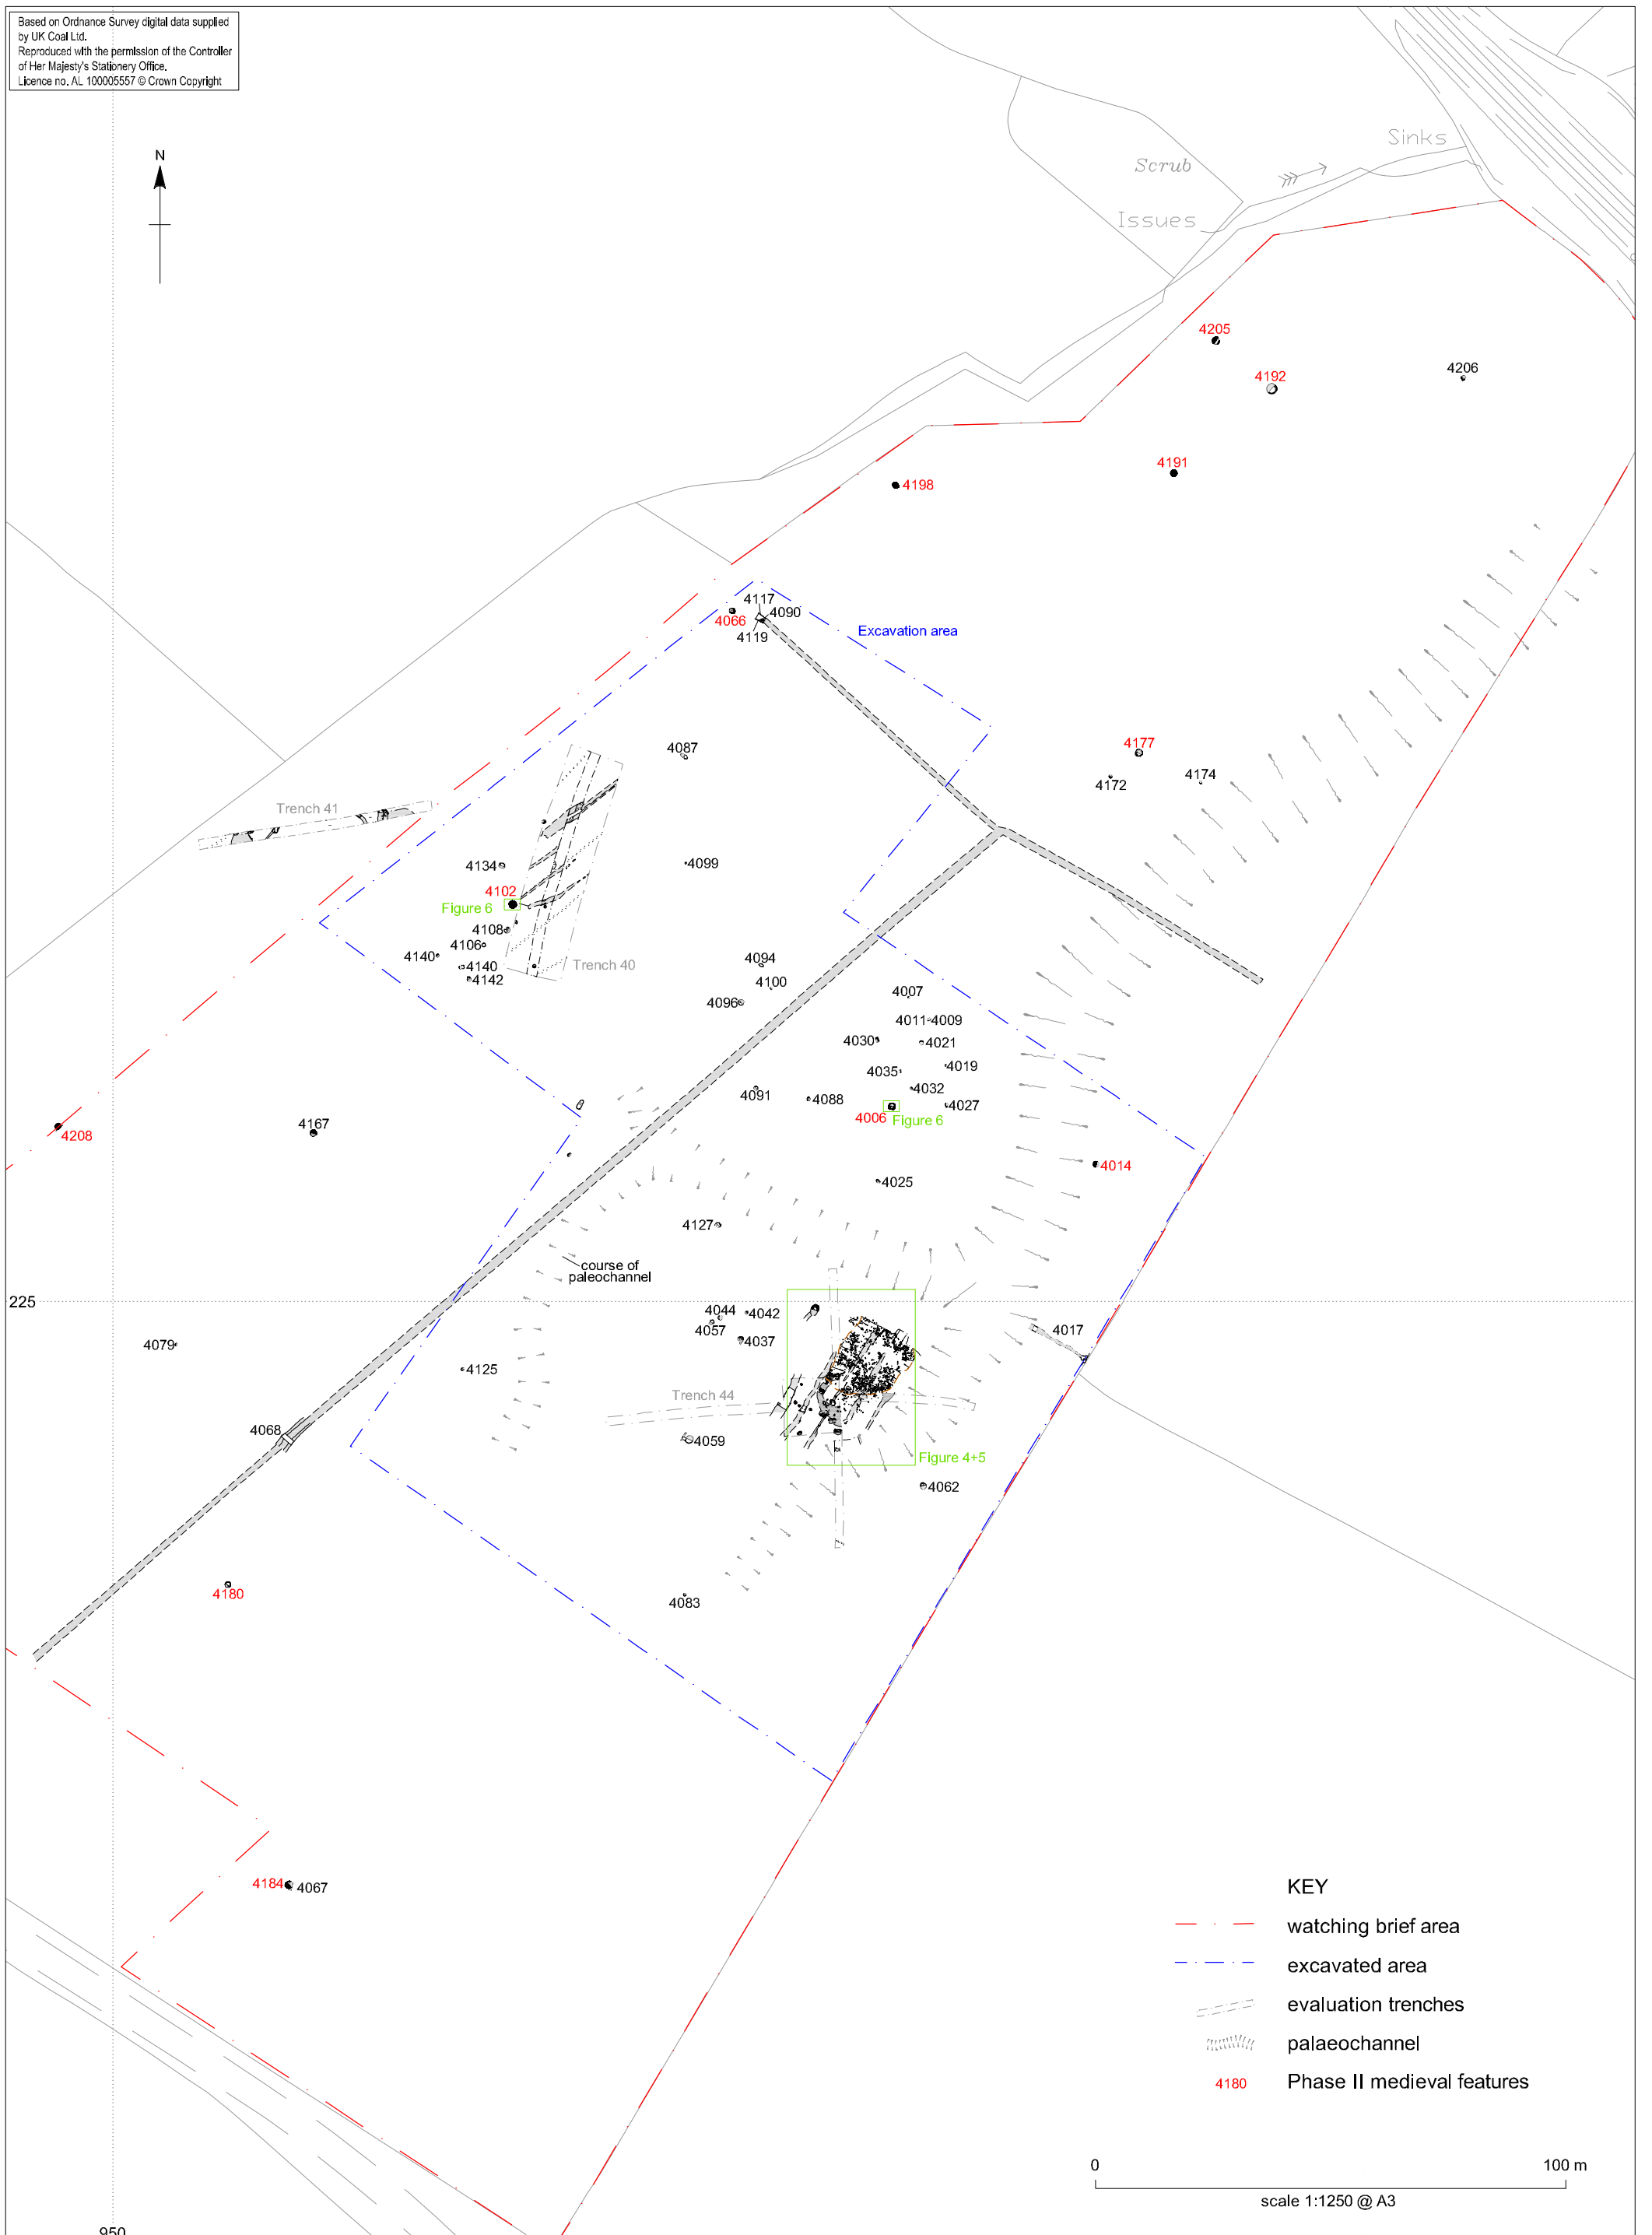 Based on Ordnance Survey digital data supplied
by UK Coal Ltd.
Reproduced with the permission of the Controller
of Her Majesty's Stationery Office.
Licence no. AL 100005557 © Crown Copyright
N
Sinks
Scrub
Issues
4205
4192
4206
4191
4198
4117
4090
4066
4119
Excavation area
4087
4177
4172
4174
Trench 41
4134
4099
4102
Figure 6
4108
4106
4140
4140
4142
Trench 40
4094
4100
4096
4007
4011
4009
4030
4021
4035
4019
4032
4091
4088
4027
4006
Figure 6
4208
4167
4014
4025
4127
course of
paleochannel
225
4044
4042
4057
4037
4017
4079
4125
Trench 44
4068
4059
Figure 4+5
4062
4180
4083
4184
4067
KEY
watching brief area
excavated area
evaluation trenches
palaeochannel
4180
Phase II medieval features
0
100 m
scale 1:1250 @ A3
950